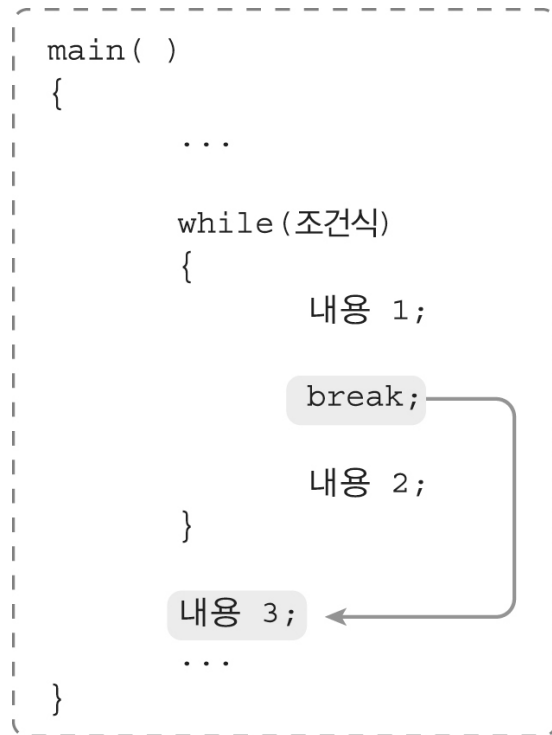 main( )
{
...
while(조건식)
{
내용 1;
break;
내용 2;
}
내용 3;
...
}